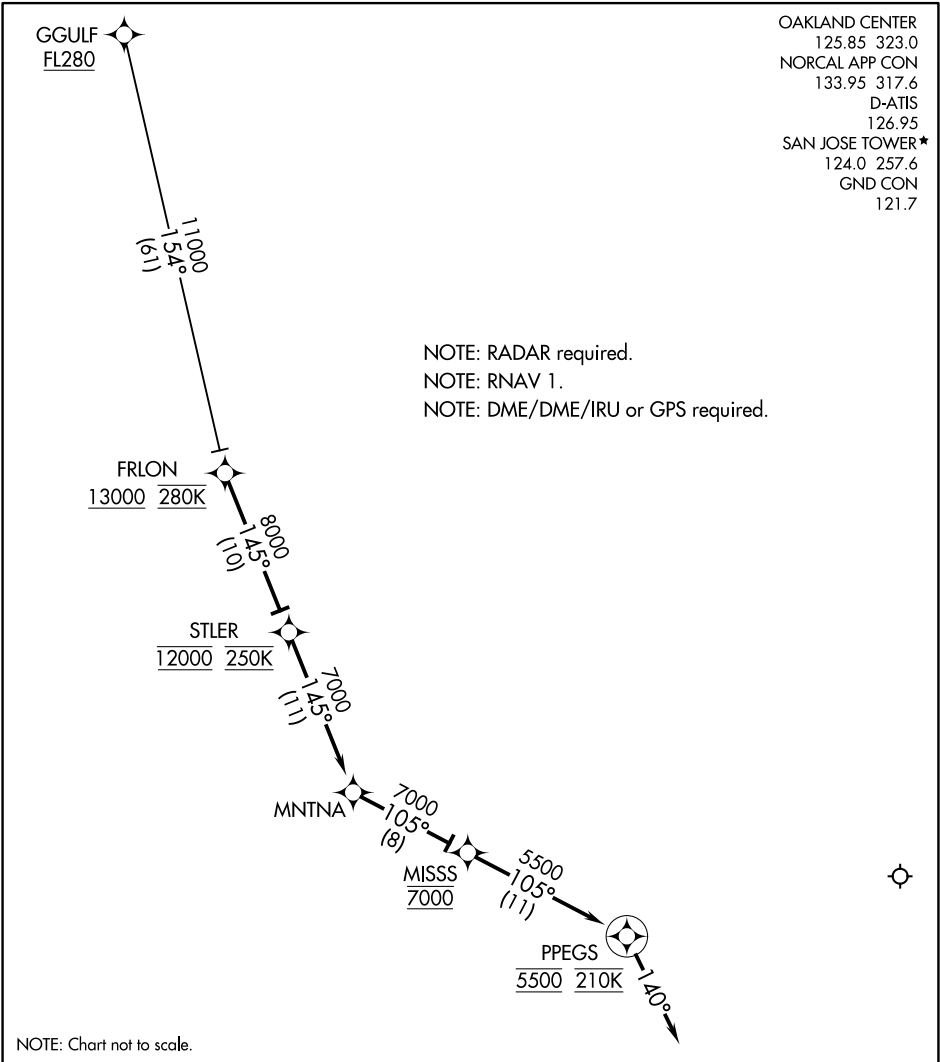 OAKLAND CENTER
125.85 323.0
NORCAL APP CON
133.95 317.6
D-ATIS
126.95
SAN JOSE TOWER★
124.0 257.6
GND CON
121.7
GGULF
FL280
11000
154°
(61)
NOTE: RADAR required.
NOTE: RNAV 1.
NOTE: DME/DME/IRU or GPS required.
FRLON
13000 280K
8000
145°
(10)
STLER
12000 250K
7000
145°
(11)
MNTNA
7000
105°
(8)
MISSS
7000
5500
105°
(11)
PPEGS
5500 210K
140°
NOTE: Chart not to scale.